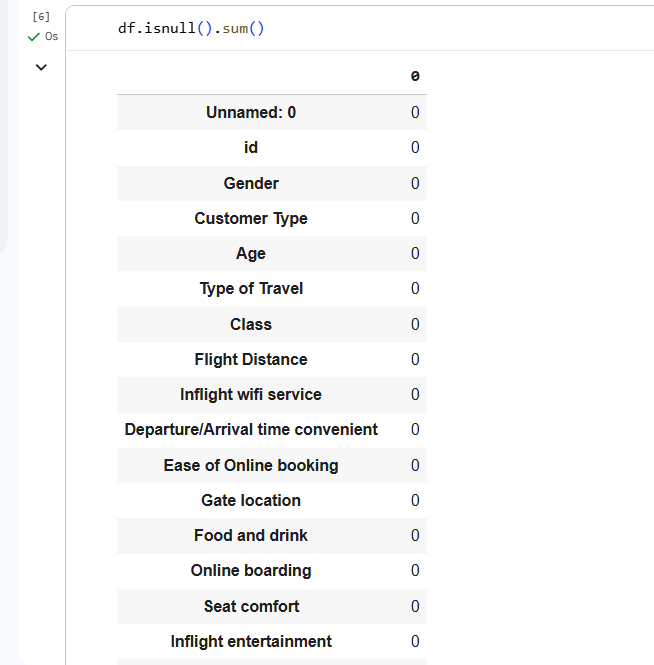 [6]
df.isnull().sum()
0s
0
Unnamed: 0 0
id 0
Gender 0
Customer Type 0
Age 0
Type of Travel 0
Class 0
Flight Distance 0
Inflight wifi service 0
Departure/Arrival time convenient 0
Ease of Online booking 0
Gate location 0
Food and drink 0
Online boarding 0
Seat comfort 0
Inflight entertainment 0